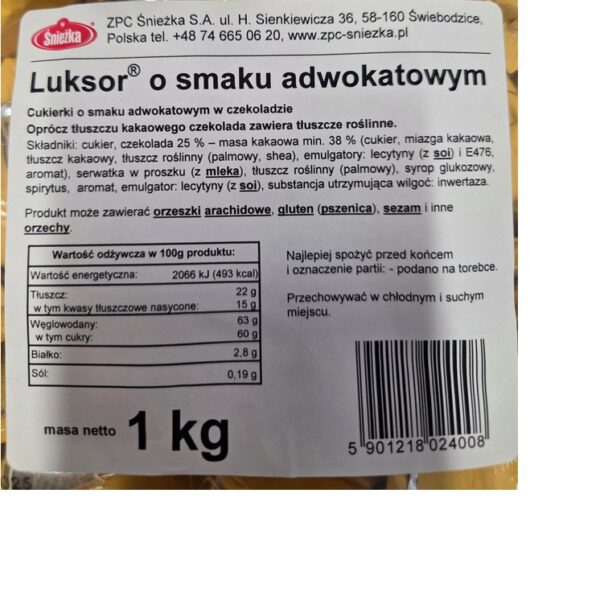 Śnieżka
ZPC Śnieżka S.A. ul. H. Sienkiewicza 36, 58-160 Świebodzice,
Polska tel. +48 74 665 06 20, www.zpc-sniezka.pl
Luksor® o smaku adwokatowym
Cukierki o smaku adwokatowym w czekoladzie
Oprócz tłuszczu kakaowego czekolada zawiera tłuszcze roślinne.
Składniki: cukier, czekolada 25 % – masa kakaowa min. 38 % (cukier, miazga kakaowa,
tłuszcz kakaowy, tłuszcz roślinny (palmowy, shea), emulgatory: lecytyny (z soi) i E476,
aromat), serwatka w proszku (z mleka), tłuszcz roślinny (palmowy), syrop glukozowy,
spirytus, aromat, emulgator: lecytyny (z soi), substancja utrzymująca wilgoć: inwertaza.
Produkt może zawierać orzeszki arachidowe, gluten (pszenica), sezam i inne
orzechy.
Wartość odżywcza w 100g produktu:
Wartość energetyczna: 2066 kJ (493 kcal)
Tłuszcz: 22 g
w tym kwasy tłuszczowe nasycone: 15 g
Węglowodany: 63 g
w tym cukry: 60 g
Białko: 2,8 g
Sól: 0,19 g
Najlepiej spożyć przed końcem
i oznaczenie partii: - podano na torebce.
Przechowywać w chłodnym i suchym
miejscu.
masa netto 1 kg
5 901218 024008